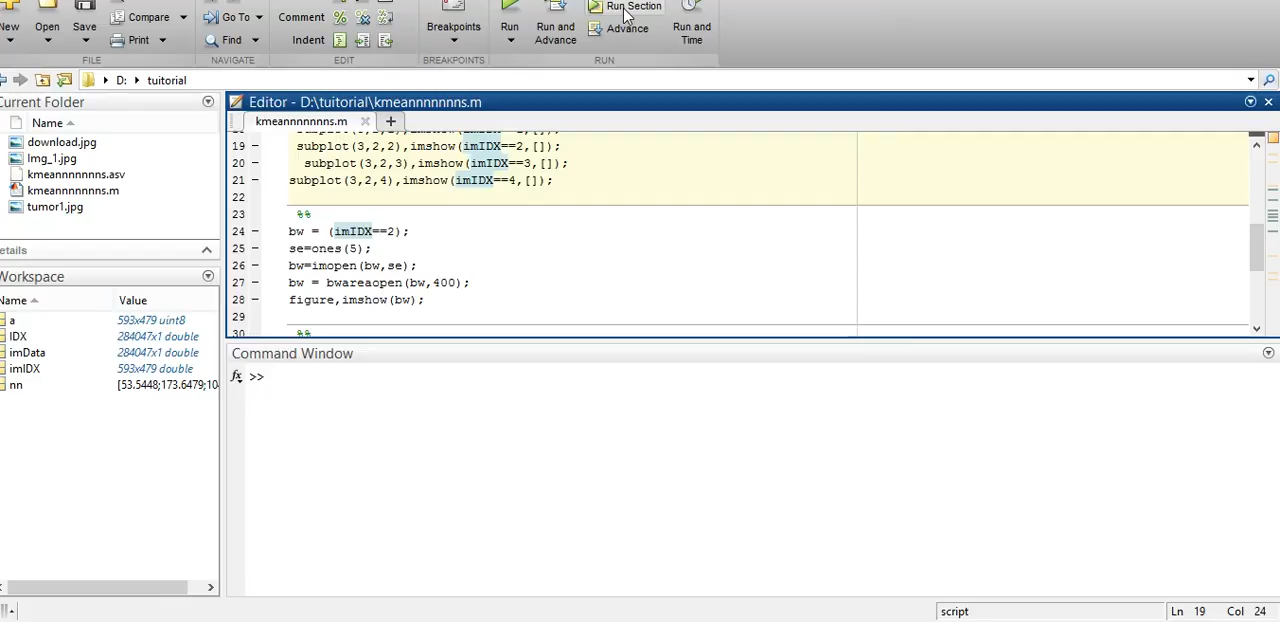 New Open Save Compare Print
Go To Find
Comment Indent
Breakpoints
Run Run and Advance Run Section Advance Run and Time
FILE NAVIGATE EDIT BREAKPOINTS RUN
D: tuitorial
Current Folder
Name
download.jpg
Img_1.jpg
kmeannnnnnns.asv
kmeannnnnnns.m
tumor1.jpg
etails
Workspace
Name Value
a 593x479 uint8
IDX 284047x1 double
imData 284047x1 double
imIDX 593x479 double
nn [53.5448;173.6479;10
Editor - D:\tuitorial\kmeannnnnnns.m
kmeannnnnnns.m
19 subplot(3,2,2),imshow(imIDX==2,[]);
20 subplot(3,2,3),imshow(imIDX==3,[]);
21 subplot(3,2,4),imshow(imIDX==4,[]);
22
23 %%
24 bw = (imIDX==2);
25 se=ones(5);
26 bw=imopen(bw,se);
27 bw = bwareaopen(bw,400);
28 figure,imshow(bw);
29
30 %%
Command Window
fx >>
script Ln 19 Col 24